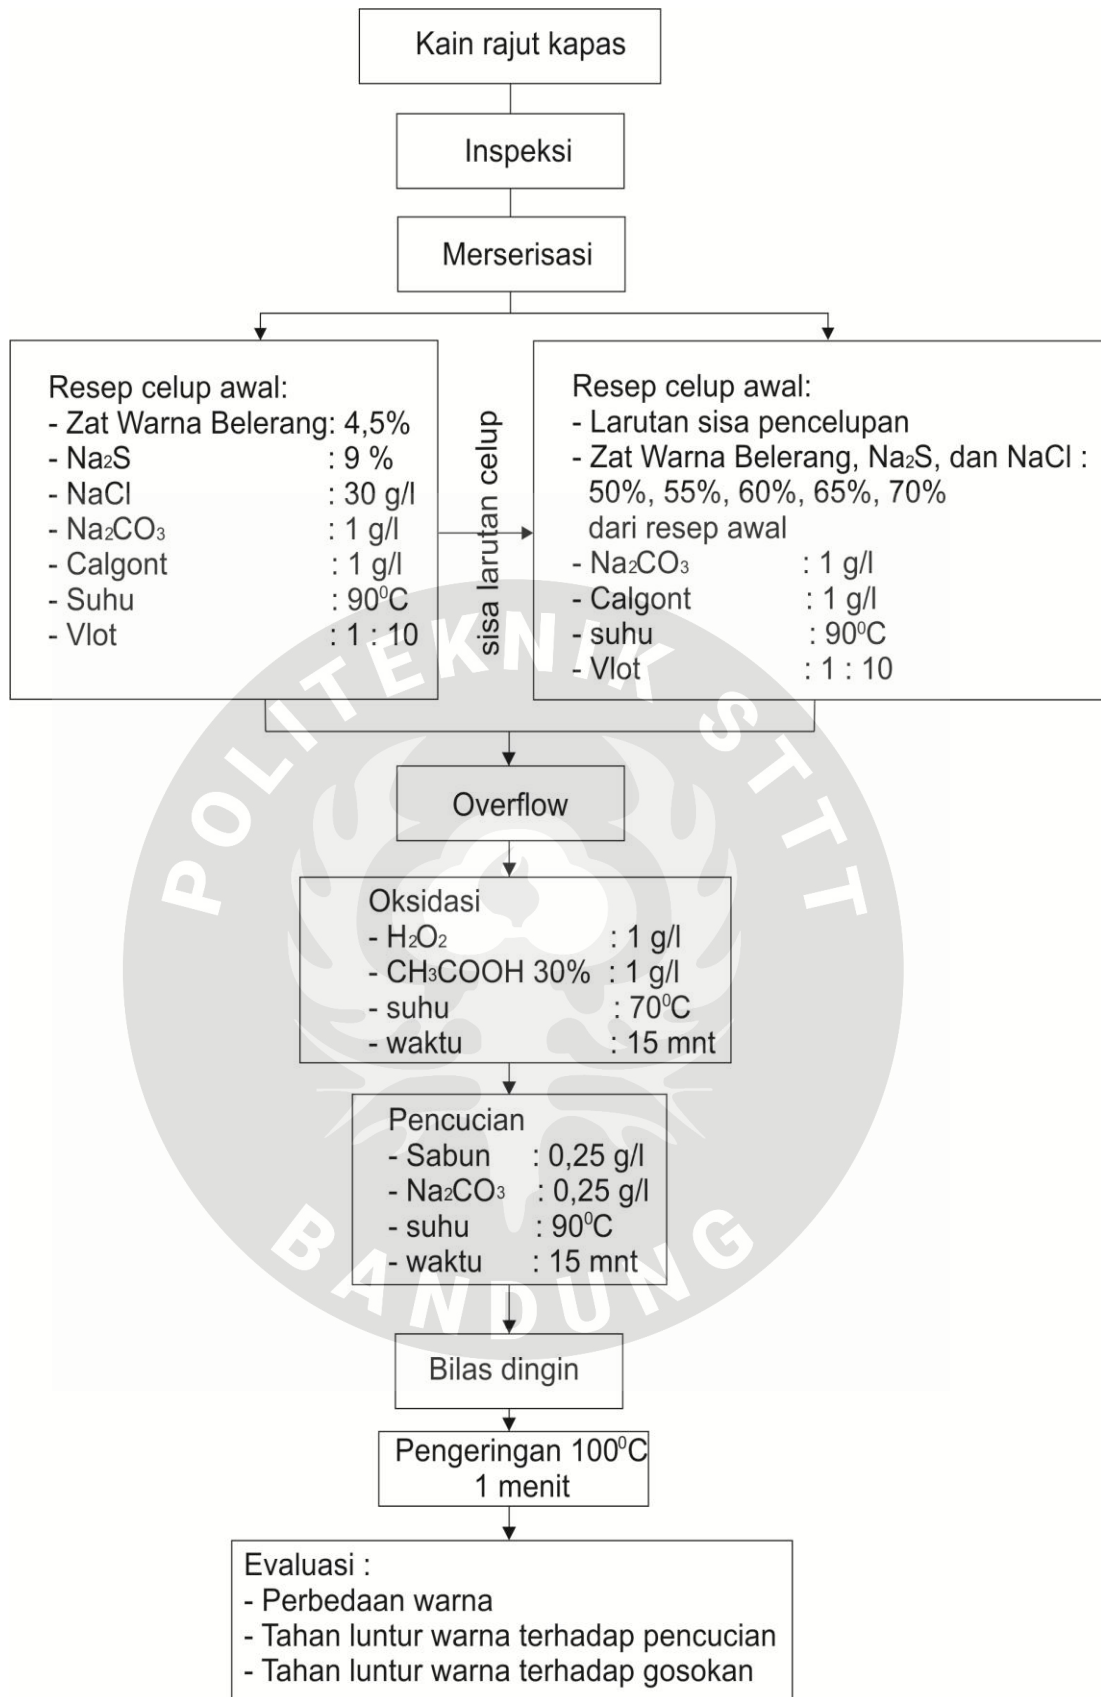 Kain rajut kapas
Inspeksi
Merserisasi
Resep celup awal:
- Zat Warna Belerang: 4,5%
- Na₂S : 9 %
- NaCl : 30 g/l
- Na₂CO₃ : 1 g/l
- Calgont : 1 g/l
- Suhu : 90⁰C
- Vlot : 1 : 10
sisa larutan celup
Resep celup awal:
- Larutan sisa pencelupan
- Zat Warna Belerang, Na₂S, dan NaCl :
50%, 55%, 60%, 65%, 70%
dari resep awal
- Na₂CO₃ : 1 g/l
- Calgont : 1 g/l
- suhu : 90⁰C
- Vlot : 1 : 10
Overflow
Oksidasi
- H₂O₂ : 1 g/l
- CH₃COOH 30% : 1 g/l
- suhu : 70⁰C
- waktu : 15 mnt
Pencucian
- Sabun : 0,25 g/l
- Na₂CO₃ : 0,25 g/l
- suhu : 90⁰C
- waktu : 15 mnt
Bilas dingin
Pengeringan 100⁰C
1 menit
Evaluasi :
- Perbedaan warna
- Tahan luntur warna terhadap pencucian
- Tahan luntur warna terhadap gosokan
POLITEKNIK STTT
BANDUNG